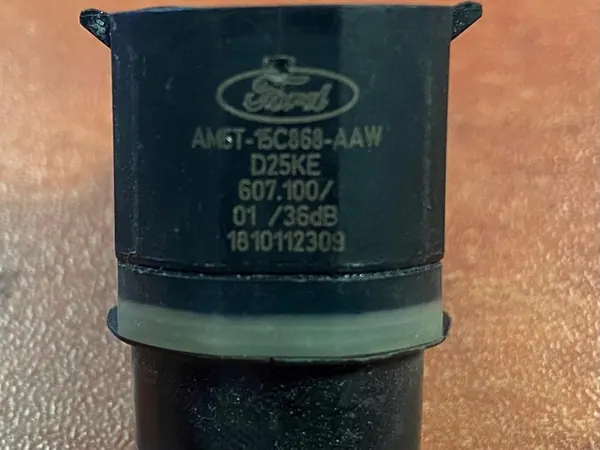 Ford
AM5T-15C868-AAW
D25KE
607.100/
01 /36dB
1810112309